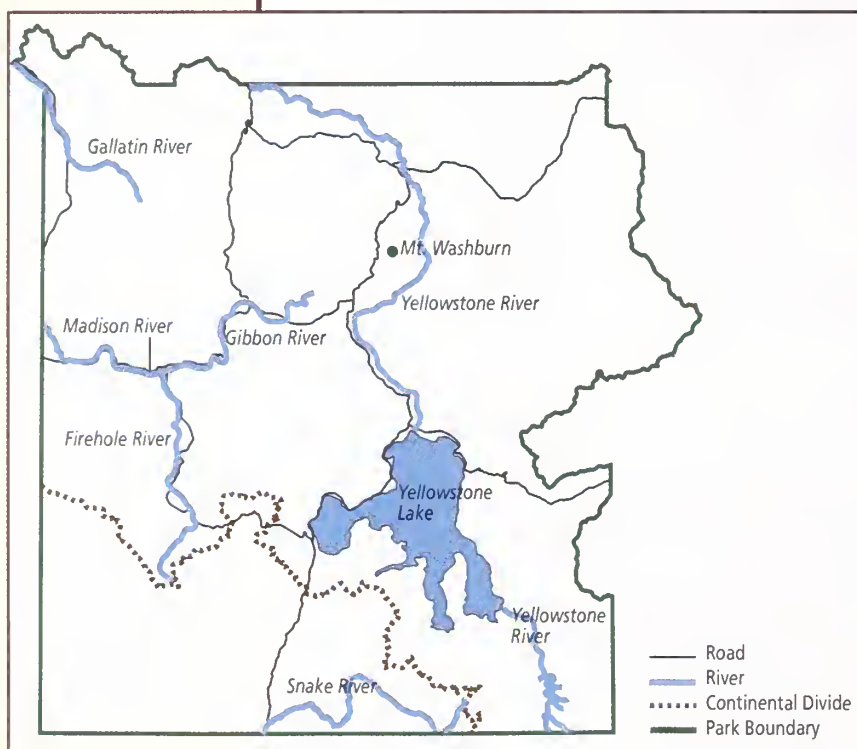 Gallatin River
Mt. Washburn
Madison River
Yellowstone River
Gibbon River
Firehole River
Yellowstone
Lake
Yellowstone
River
Snake River
Road
River
Continental Divide
Park Boundary